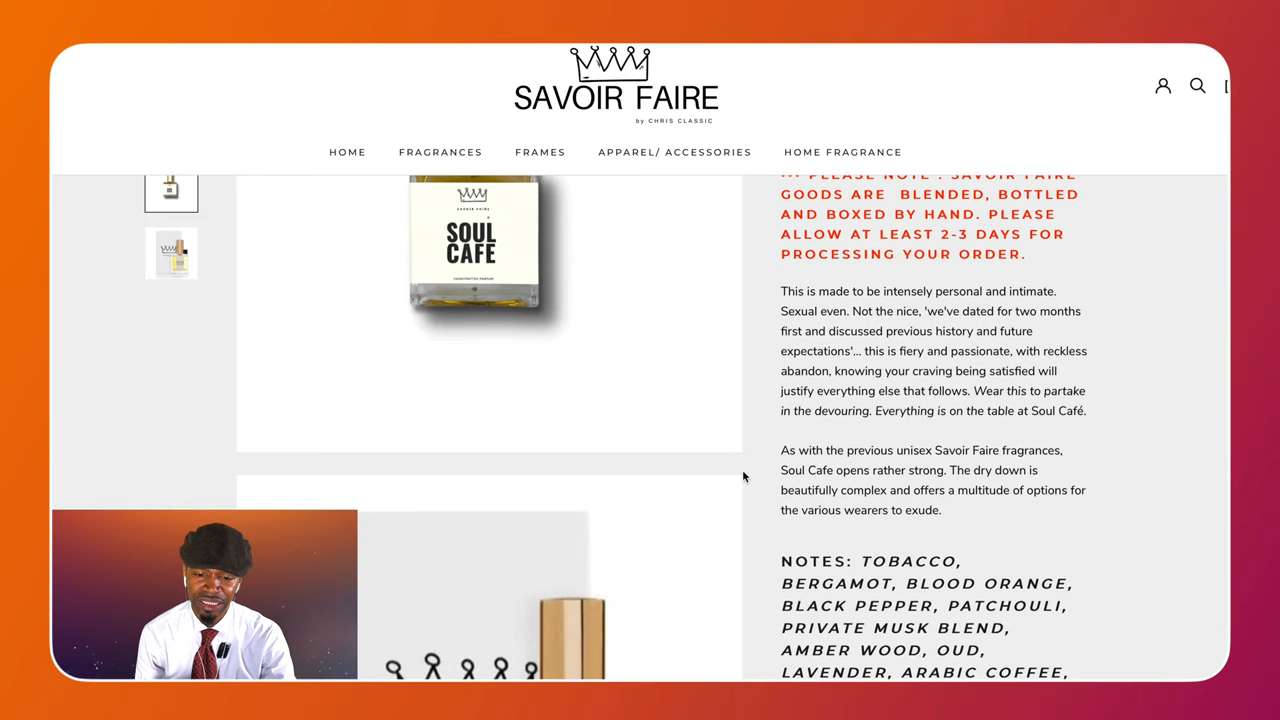 SAVOIR FAIRE
by CHRIS CLASSIC
HOME FRAGRANCES FRAMES APPAREL/ ACCESSORIES HOME FRAGRANCE
SAVOIR FAIRE
SOUL
CAFE
HANDCRAFTED PARFUM
*** PLEASE NOTE : SAVOIR FAIRE
GOODS ARE BLENDED, BOTTLED
AND BOXED BY HAND. PLEASE
ALLOW AT LEAST 2-3 DAYS FOR
PROCESSING YOUR ORDER.
This is made to be intensely personal and intimate.
Sexual even. Not the nice, 'we've dated for two months
first and discussed previous history and future
expectations'... this is fiery and passionate, with reckless
abandon, knowing your craving being satisfied will
justify everything else that follows. Wear this to partake
in the devouring. Everything is on the table at Soul Café.
As with the previous unisex Savoir Faire fragrances,
Soul Cafe opens rather strong. The dry down is
beautifully complex and offers a multitude of options for
the various wearers to exude.
NOTES: TOBACCO,
BERGAMOT, BLOOD ORANGE,
BLACK PEPPER, PATCHOULI,
PRIVATE MUSK BLEND,
AMBER WOOD, OUD,
LAVENDER, ARABIC COFFEE,